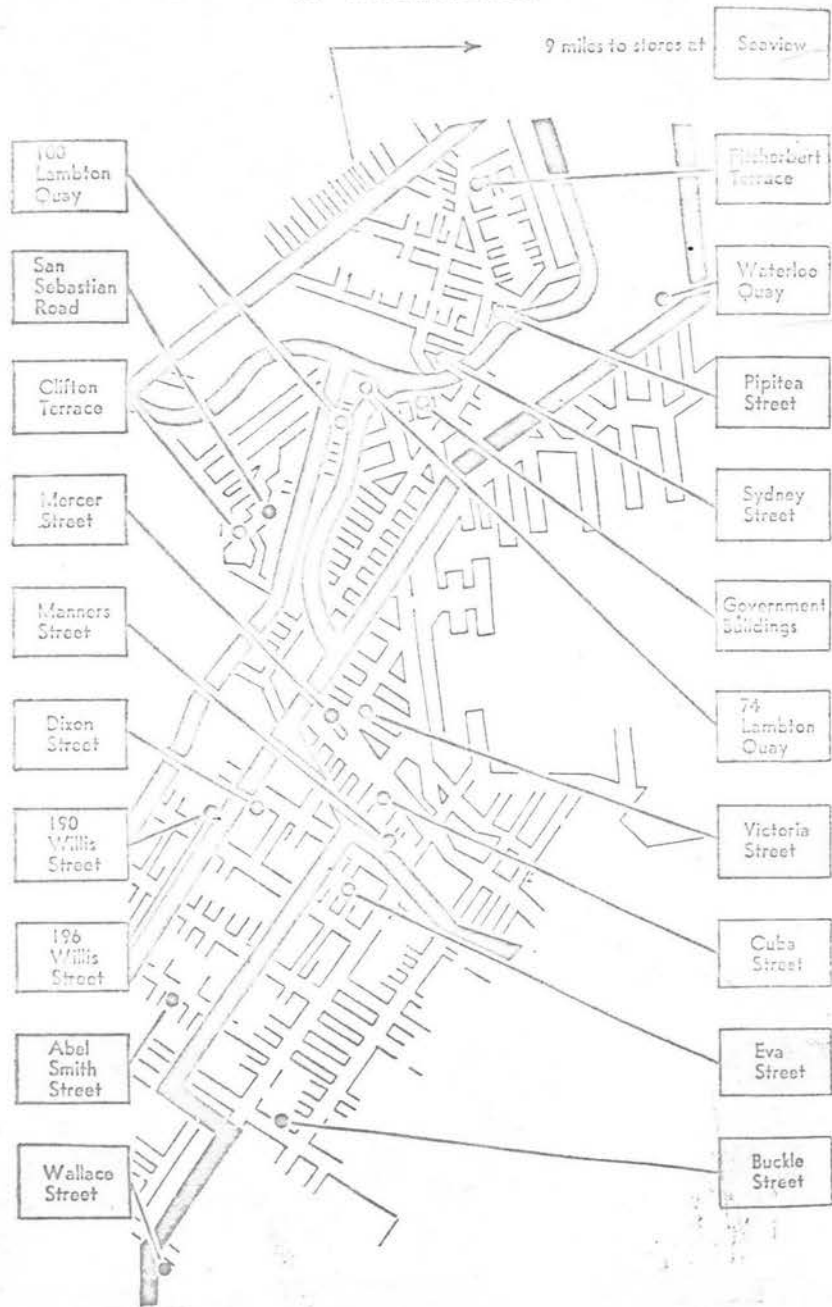 9 miles to stores at
Seaview
100
Lambton
Quay
San
Sebastian
Road
Clifton
Terrace
Mercer
Street
Manners
Street
Dixon
Street
190
Willis
Street
196
Willis
Street
Abel
Smith
Street
Wallace
Street
Fitzherbert
Terrace
Waterloo
Quay
Pipitea
Street
Sydney
Street
Government
Buildings
74
Lambton
Quay
Victoria
Street
Cuba
Street
Eva
Street
Buckle
Street